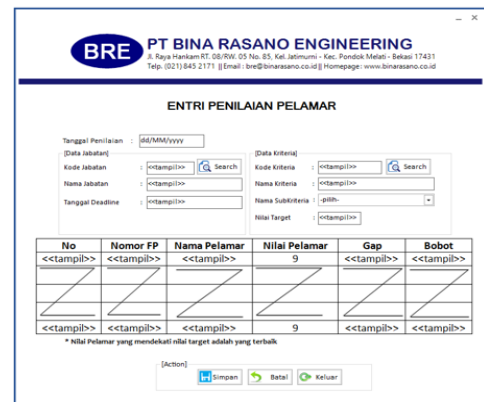 BRE
PT BINA RASANO ENGINEERING
Jl. Raya Hankam RT. 08/RW. 05 No. 85, Kel. Jatimurni - Kec. Pondok Melati - Bekasi 17431
Telp. (021) 845 2171 || Email : bre@binarasano.co.id || Homepage : www.binarasano.co.id
ENTRI PENILAIAN PELAMAR
Tanggal Penilaian : dd/MM/yyyy
[Data Jabatan] [Data Kriteria]
Kode Jabatan : <<tampil>> Search Kode Kriteria : <<tampil>> Search
Nama Jabatan : <<tampil>> Nama Kriteria : <<tampil>>
Tanggal Deadline : <<tampil>> Nama SubKriteria : -pilih-
Nilai Target : <<tampil>>
No Nomor FP Nama Pelamar Nilai Pelamar Gap Bobot
<<tampil>> <<tampil>> <<tampil>> 9 <<tampil>> <<tampil>>
<<tampil>> <<tampil>> <<tampil>> 9 <<tampil>> <<tampil>>
* Nilai Pelamar yang mendekati nilai target adalah yang terbaik
[Action]
Simpan Batal Keluar